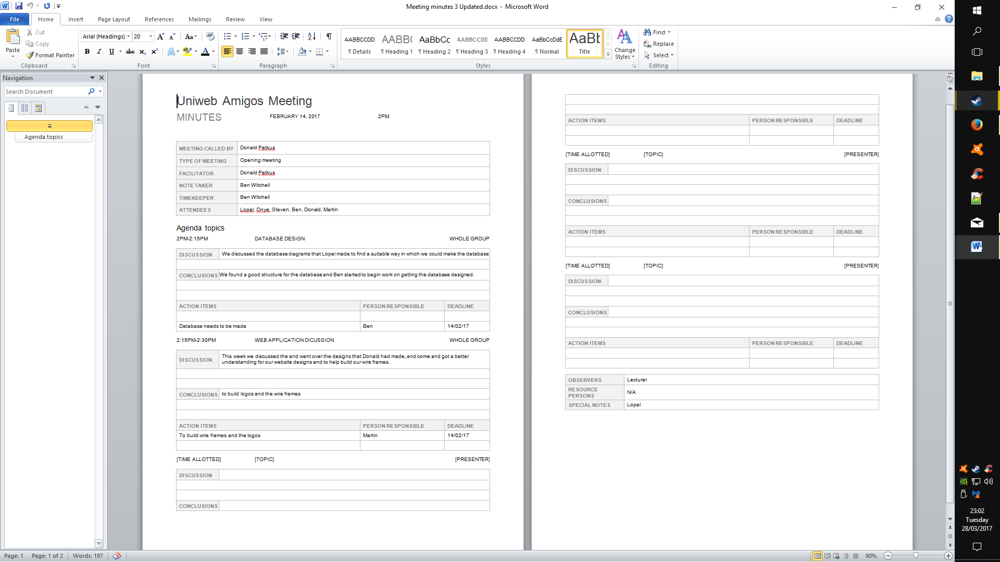 Meeting minutes 3 Updated.docx - Microsoft Word
File Home Insert Page Layout References Mailings Review View
Paste
Cut
Copy
Format Painter
Clipboard
Arial (Headings) 20
Font
Paragraph
AABBCCDD AABBC AaBbCc AABBCCDD AABBCCDD AaBbCcDdE AaBb
¶ Details ¶ Heading 1 ¶ Heading 2 ¶ Heading 3 ¶ Heading 4 ¶ Normal Title
Change Styles
Styles
Find
Replace
Select
Editing
Navigation
Search Document
Agenda topics
Uniweb Amigos Meeting
MINUTES FEBRUARY 14, 2017 2PM
MEETING CALLED BY Donald Petkus
TYPE OF MEETING Opening meeting
FACILITATOR Donald Petkus
NOTE TAKER Ben Witchell
TIMEKEEPER Ben Witchell
ATTENDEES Lopel, Onye, Steven, Ben, Donald, Martin
Agenda topics
2PM-2:15PM DATABASE DESIGN WHOLE GROUP
DISCUSSION We discussed the database diagrams that Lopel made to find a suitable way in which we could make the database
CONCLUSIONS We found a good structure for the database and Ben started to begin work on getting the database designed.
ACTION ITEMS PERSON RESPONSIBLE DEADLINE
Database needs to be made Ben 14/02/17
2:15PM-2:30PM WEB APPLICATION DICUSSION WHOLE GROUP
DISCUSSION This week we discussed the and went over the designs that Donald had made, and come and got a better
understanding for our website designs and to help build our wire frames.
CONCLUSIONS to build logos and the wire frames
ACTION ITEMS PERSON RESPONSIBLE DEADLINE
To build wire frames and the logos Martin 14/02/17
[TIME ALLOTTED] [TOPIC] [PRESENTER]
DISCUSSION
CONCLUSIONS
ACTION ITEMS PERSON RESPONSIBLE DEADLINE
[TIME ALLOTTED] [TOPIC] [PRESENTER]
DISCUSSION
CONCLUSIONS
ACTION ITEMS PERSON RESPONSIBLE DEADLINE
[TIME ALLOTTED] [TOPIC] [PRESENTER]
DISCUSSION
CONCLUSIONS
ACTION ITEMS PERSON RESPONSIBLE DEADLINE
OBSERVERS Lecturer
RESOURCE PERSONS N/A
SPECIAL NOTES Lopel
23:02
Tuesday
28/03/2017
Page: 1 Page: 1 of 2 Words: 197 90%